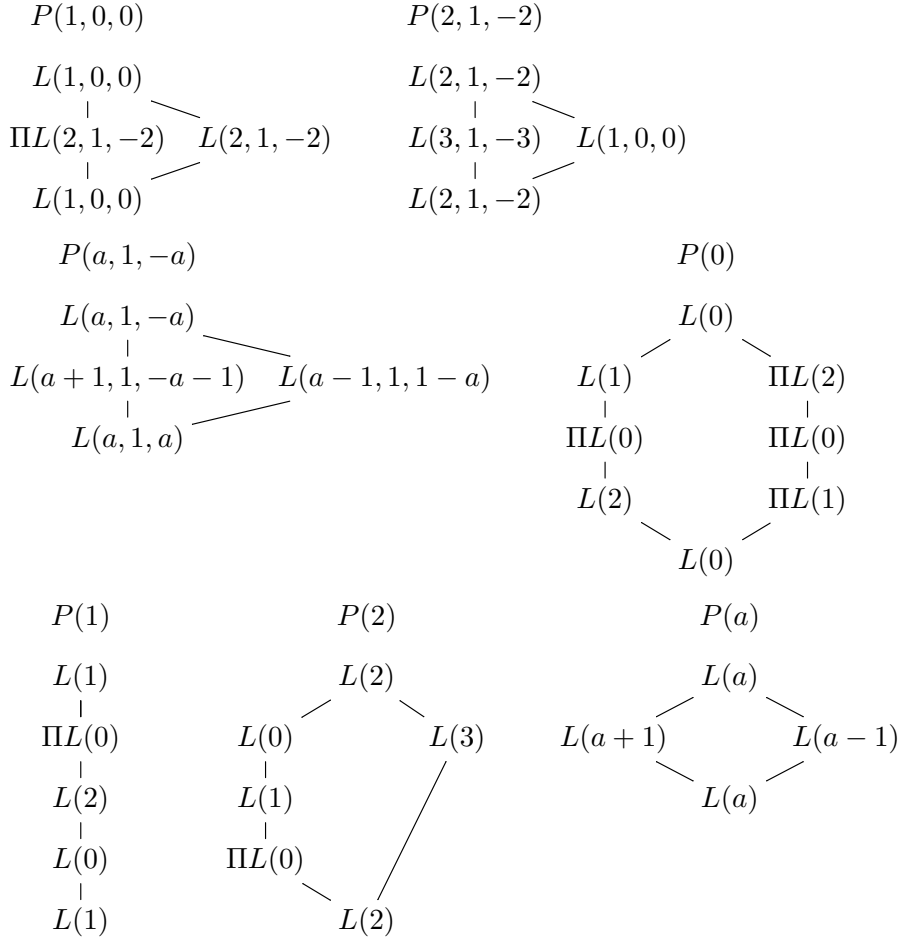 P(1, 0, 0) P(2, 1, −2)
L(1, 0, 0) L(2, 1, −2)
ΠL(2, 1, −2) L(2, 1, −2) L(3, 1, −3) L(1, 0, 0)
L(1, 0, 0) L(2, 1, −2)
P(a, 1, −a) P(0)
L(a, 1, −a) L(0)
L(a + 1, 1, −a − 1) L(a − 1, 1, 1 − a) L(1) ΠL(2)
L(a, 1, a) ΠL(0) ΠL(0)
L(2) ΠL(1)
L(0)
P(1) P(2) P(a)
L(1) L(2) L(a)
ΠL(0) L(0) L(3) L(a + 1) L(a − 1)
L(2) L(1) L(a)
L(0) ΠL(0)
L(1) L(2)